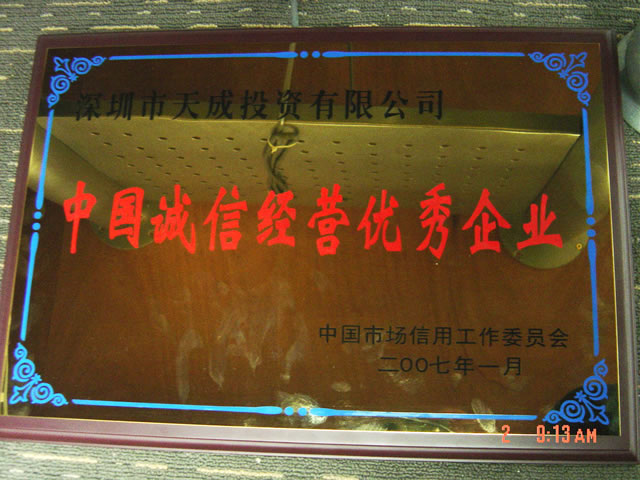 深圳市天成投资有限公司
中国诚信经营优秀企业
中国市场信用工作委员会
二00七年一月
2 9:13 AM